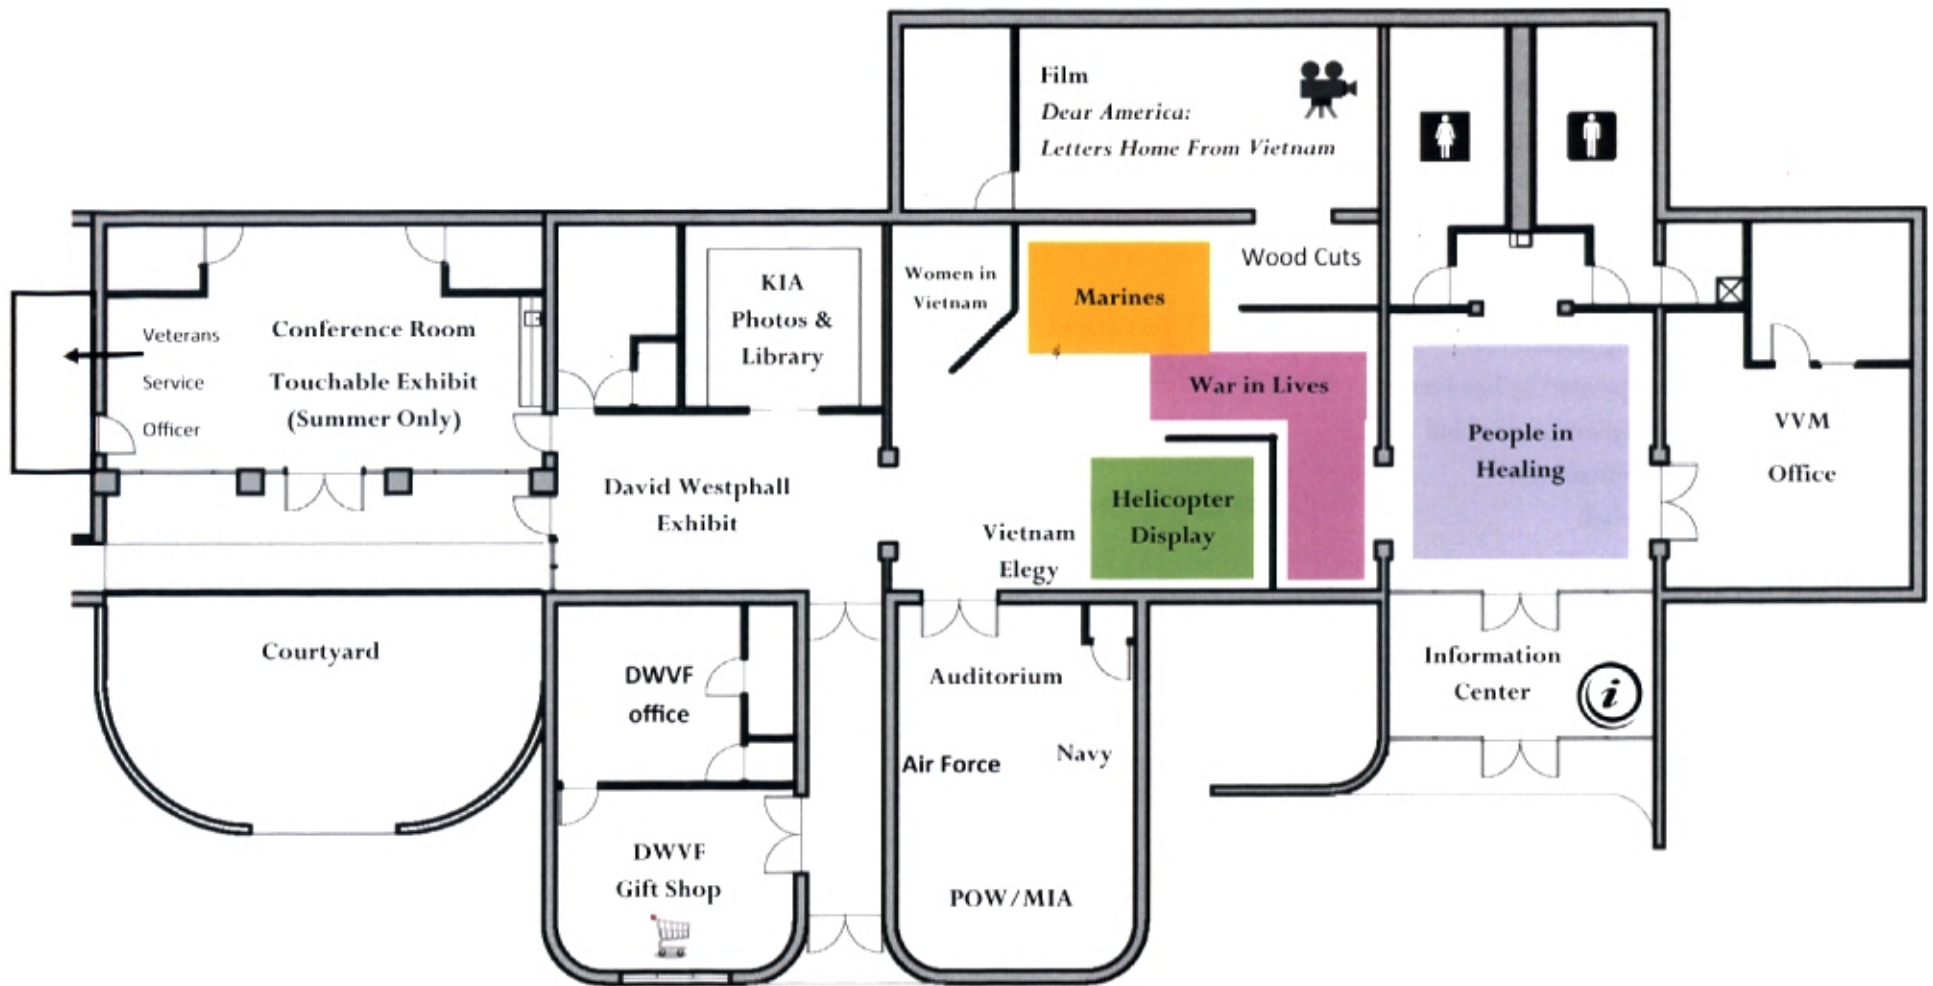 Film
Dear America:
Letters Home From Vietnam
Women in
Vietnam
Marines
Wood Cuts
KIA
Photos &
Library
Veterans
Service
Officer
Conference Room
Touchable Exhibit
(Summer Only)
War in Lives
People in
Healing
VVM
Office
David Westphall
Exhibit
Helicopter
Display
Vietnam
Elegy
Courtyard
DWVF
office
Auditorium
Air Force
Navy
POW/MIA
Information
Center
i
DWVF
Gift Shop